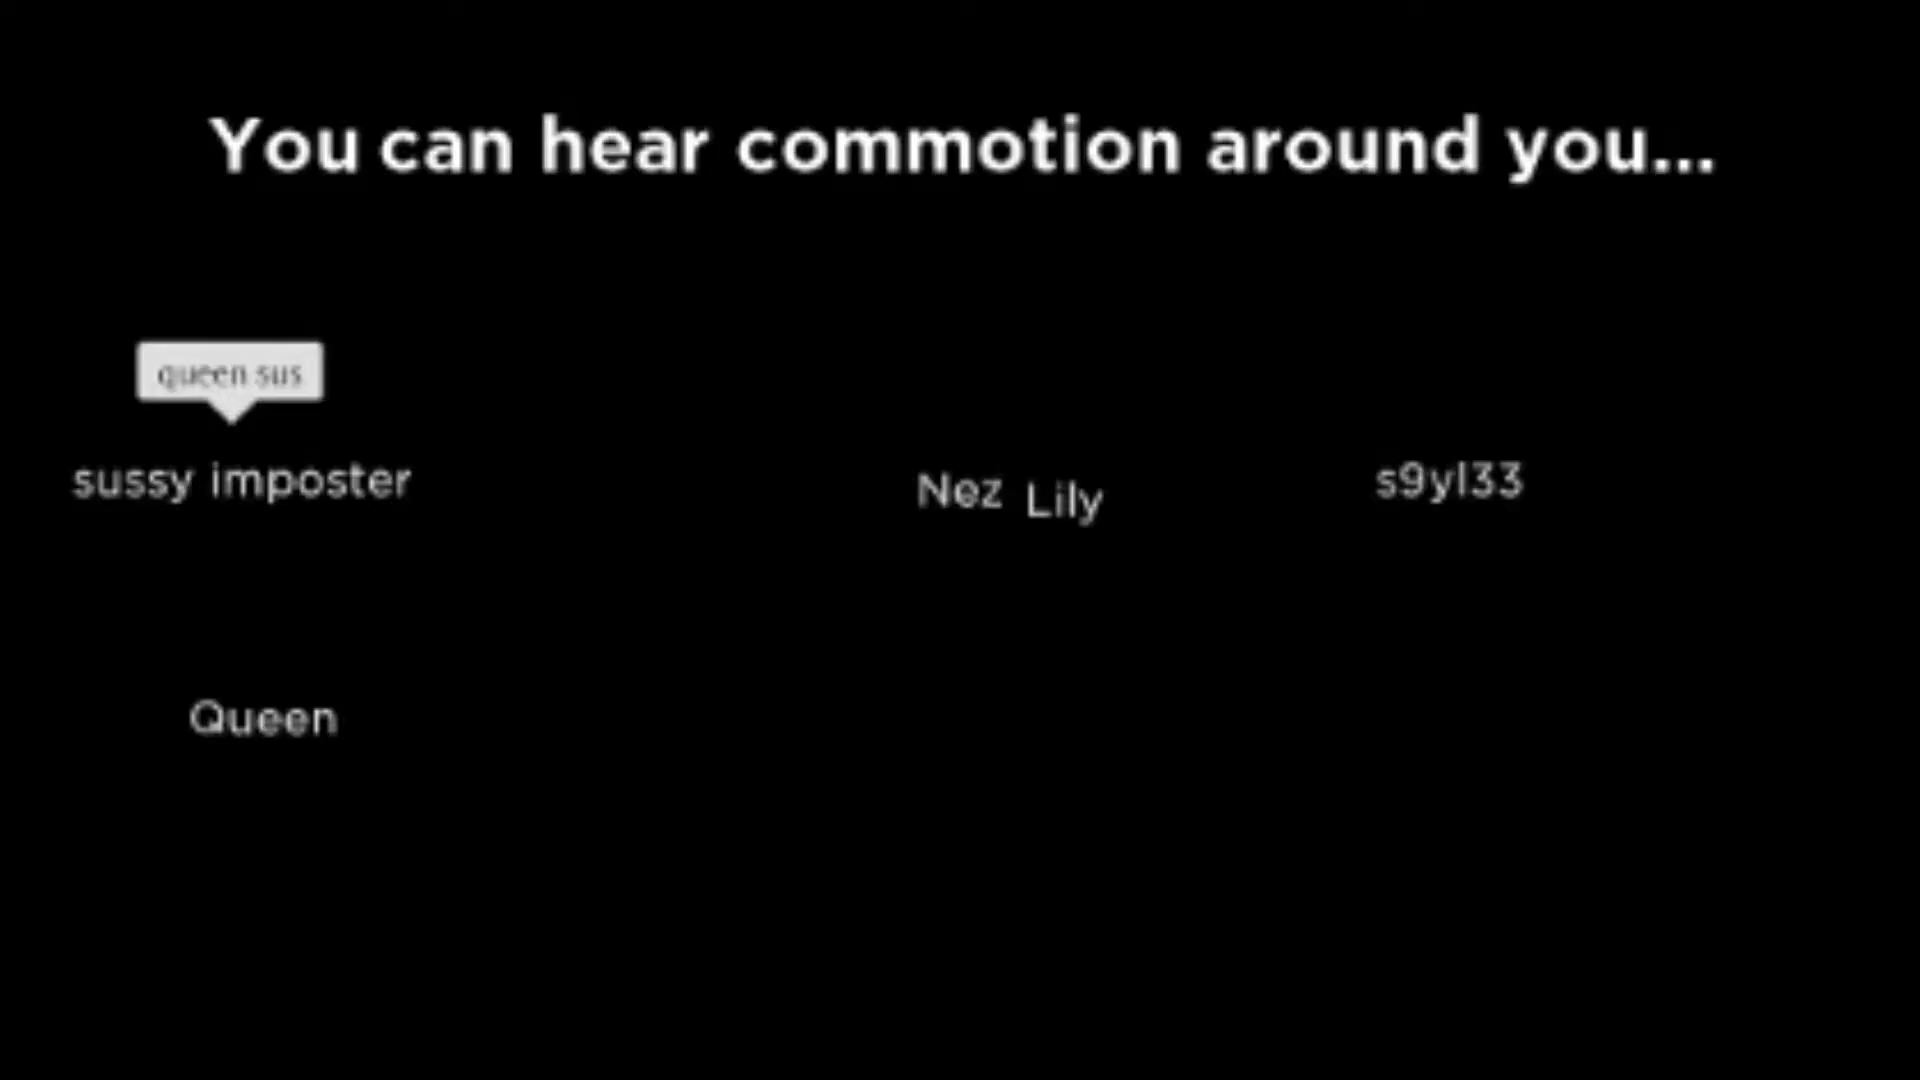 You can hear commotion around you...
queen sus
sussy imposter
Nez
Lily
s9yl33
Queen